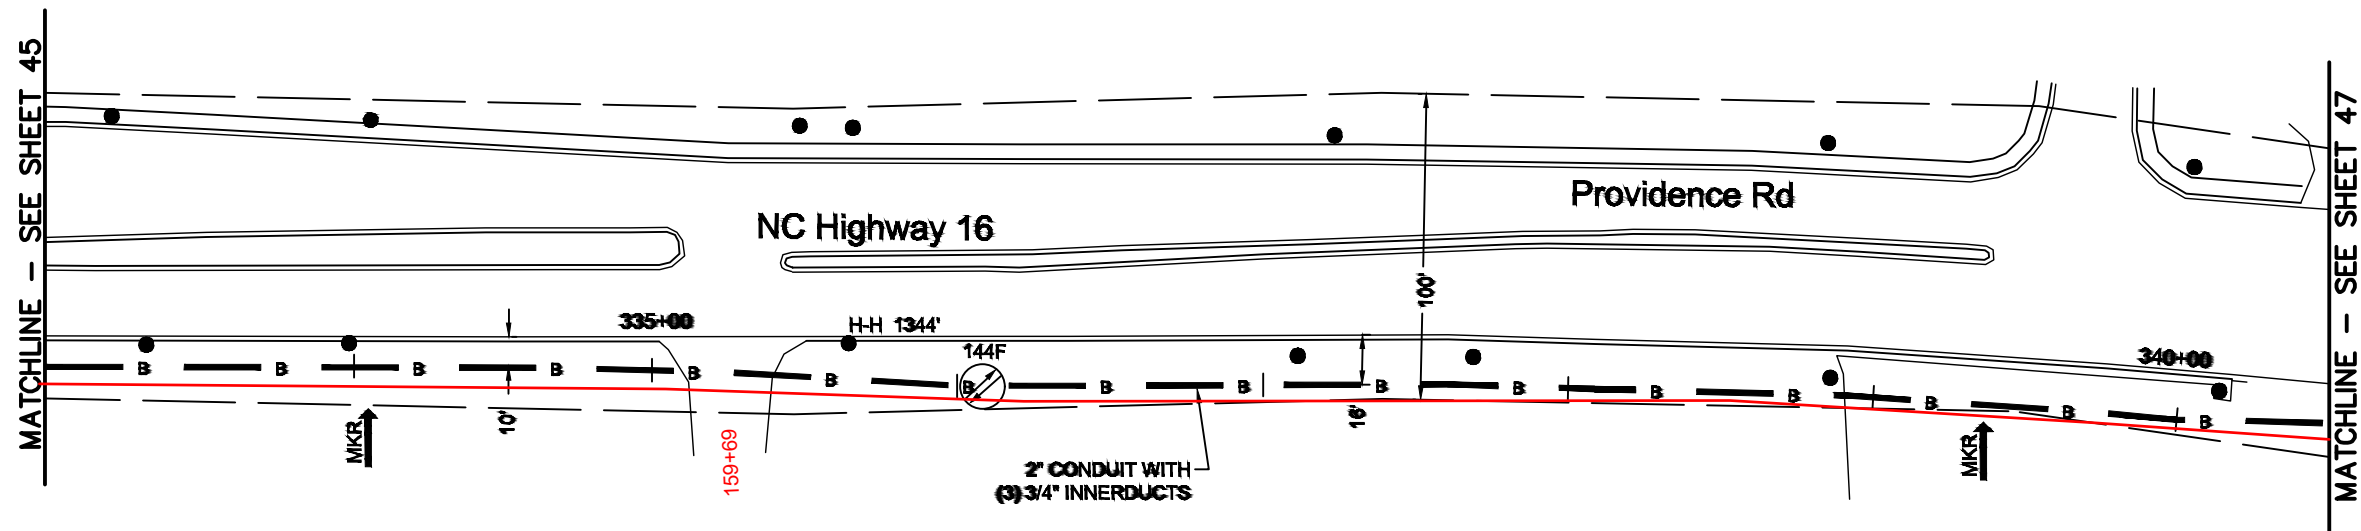 MATCHLINE - SEE SHEET 45
NC Highway 16
Providence Rd
100'
335+00
H-H 1344'
144F
340+00
B B B B B B B B B B B B B B B B
10'
16'
MKR
MKR
159+69
2" CONDUIT WITH
(3) 3/4" INNERDUCTS
MATCHLINE - SEE SHEET 47